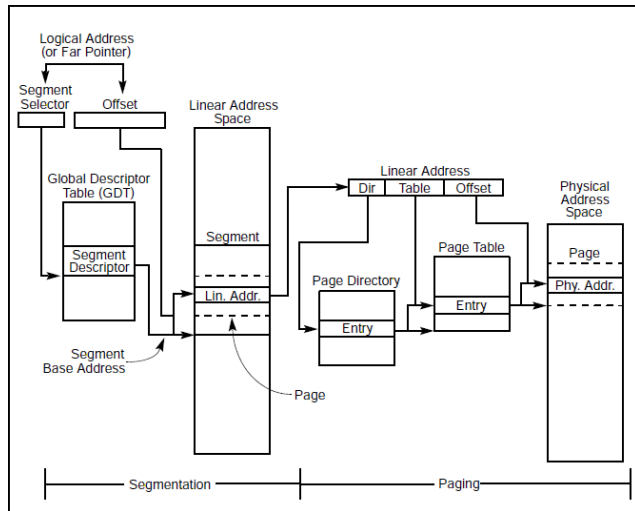 Logical Address
(or Far Pointer)
Segment
Selector
Offset
Linear Address
Space
Global Descriptor
Table (GDT)
Segment
Descriptor
Segment
Lin. Addr.
Segment
Base Address
Page
Linear Address
Dir
Table
Offset
Page Directory
Entry
Page Table
Entry
Physical
Address
Space
Page
Phy. Addr.
Segmentation
Paging